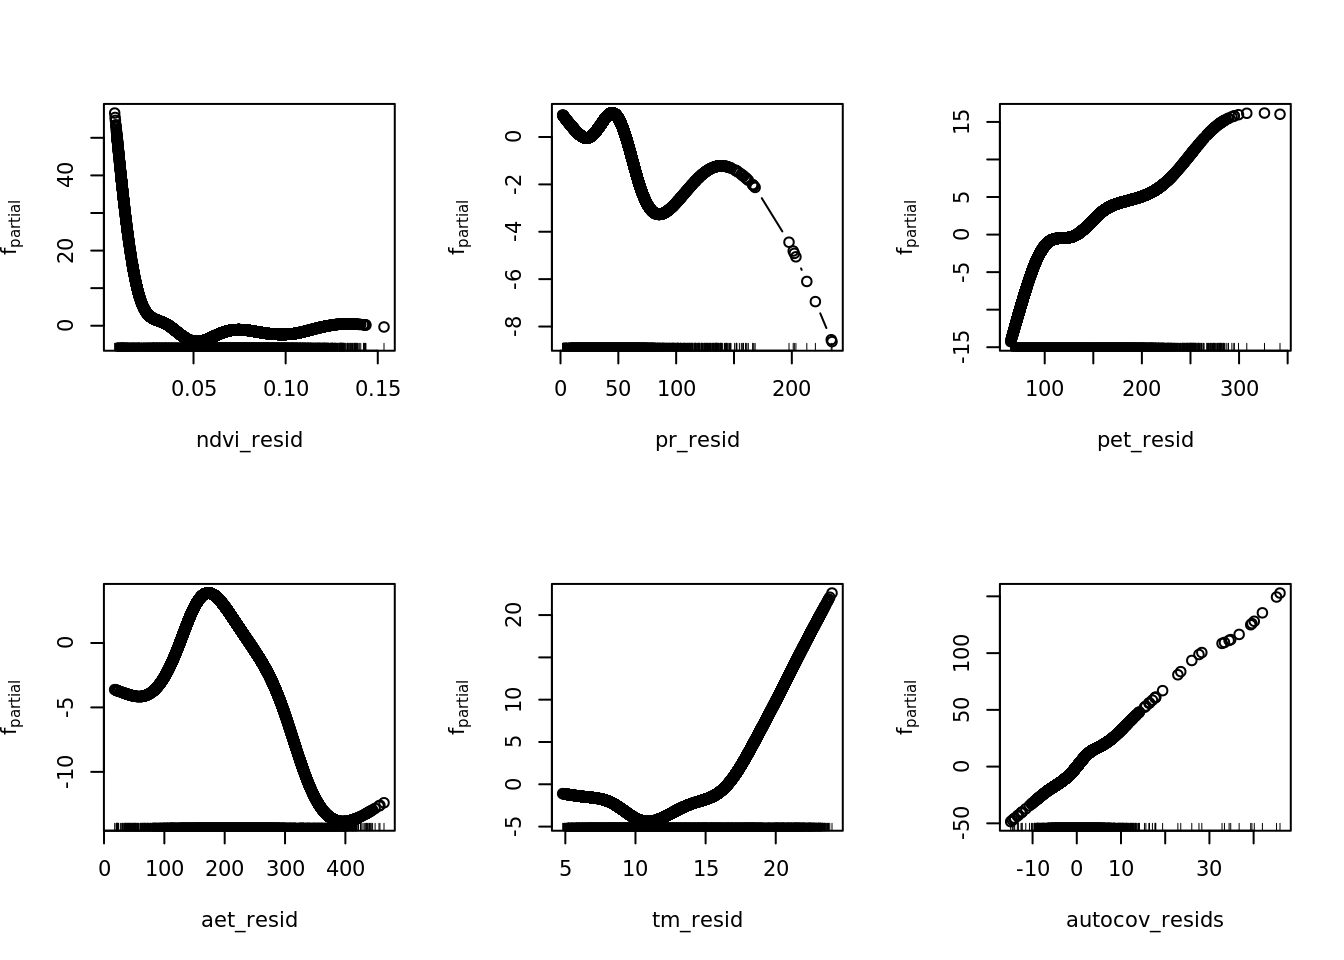 f_partial
0 20 40
0.05 0.10 0.15
ndvi_resid
f_partial
-8 -6 -4 -2 0
0 50 100 200
pr_resid
f_partial
-15 -5 0 5 15
100 200 300
pet_resid
f_partial
-10 -5 0
0 100 200 300 400
aet_resid
f_partial
-5 0 5 10 20
5 10 15 20
tm_resid
f_partial
-50 0 50 100
-10 0 10 30
autocov_resids